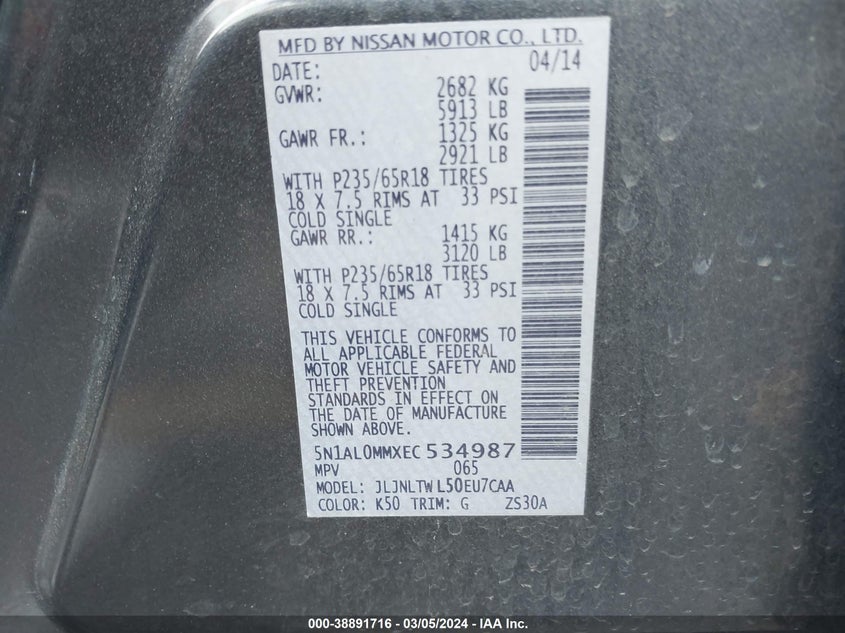 MFD BY NISSAN MOTOR CO., LTD.
DATE: 04/14
GVWR: 2682 KG
5913 LB
GAWR FR.: 1325 KG
2921 LB
WITH P235/65R18 TIRES
18 X 7.5 RIMS AT 33 PSI
COLD SINGLE
GAWR RR.: 1415 KG
3120 LB
WITH P235/65R18 TIRES
18 X 7.5 RIMS AT 33 PSI
COLD SINGLE
THIS VEHICLE CONFORMS TO
ALL APPLICABLE FEDERAL
MOTOR VEHICLE SAFETY AND
THEFT PREVENTION
STANDARDS IN EFFECT ON
THE DATE OF MANUFACTURE
SHOWN ABOVE.
5N1AL0MMXEC 534987
MPV 065
MODEL: JLJNLTW L50EU7CAA
COLOR: K50 TRIM: G ZS30A
000-38891716 — 03/05/2024 — IAA Inc.